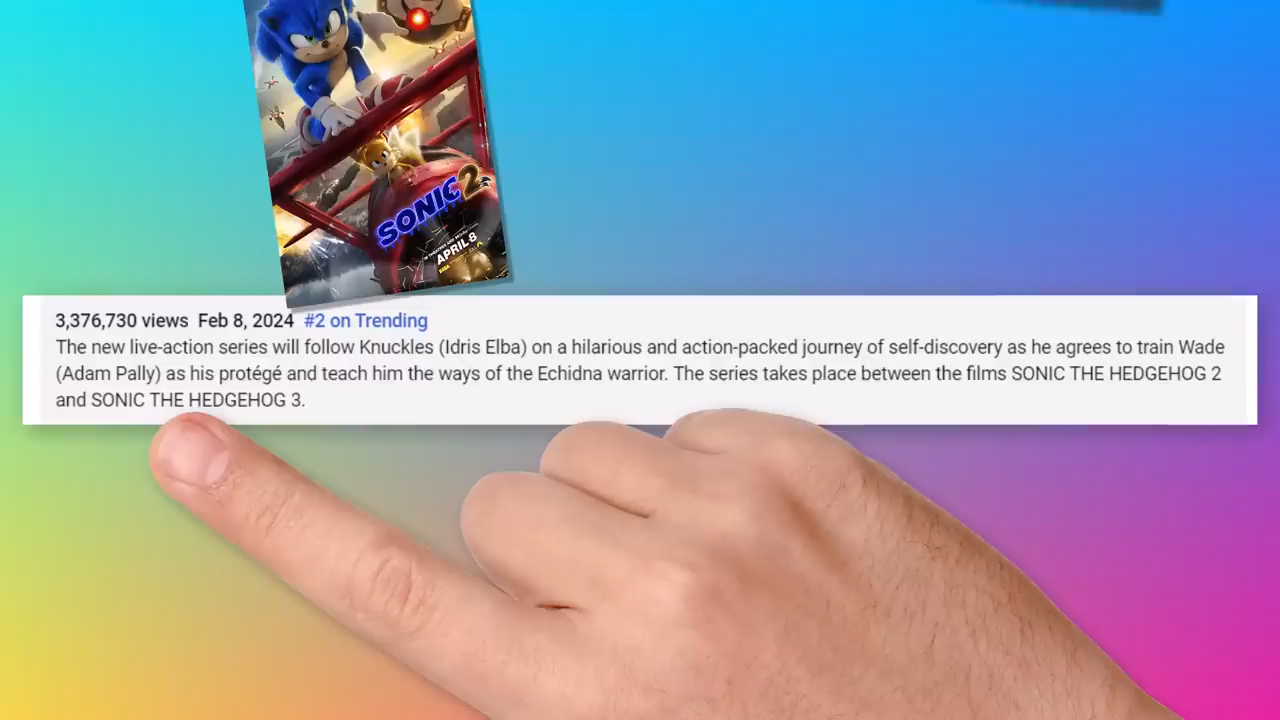 SONIC 2
APRIL 8
3,376,730 views Feb 8, 2024 #2 on Trending
The new live-action series will follow Knuckles (Idris Elba) on a hilarious and action-packed journey of self-discovery as he agrees to train Wade
(Adam Pally) as his protégé and teach him the ways of the Echidna warrior. The series takes place between the films SONIC THE HEDGEHOG 2
and SONIC THE HEDGEHOG 3.